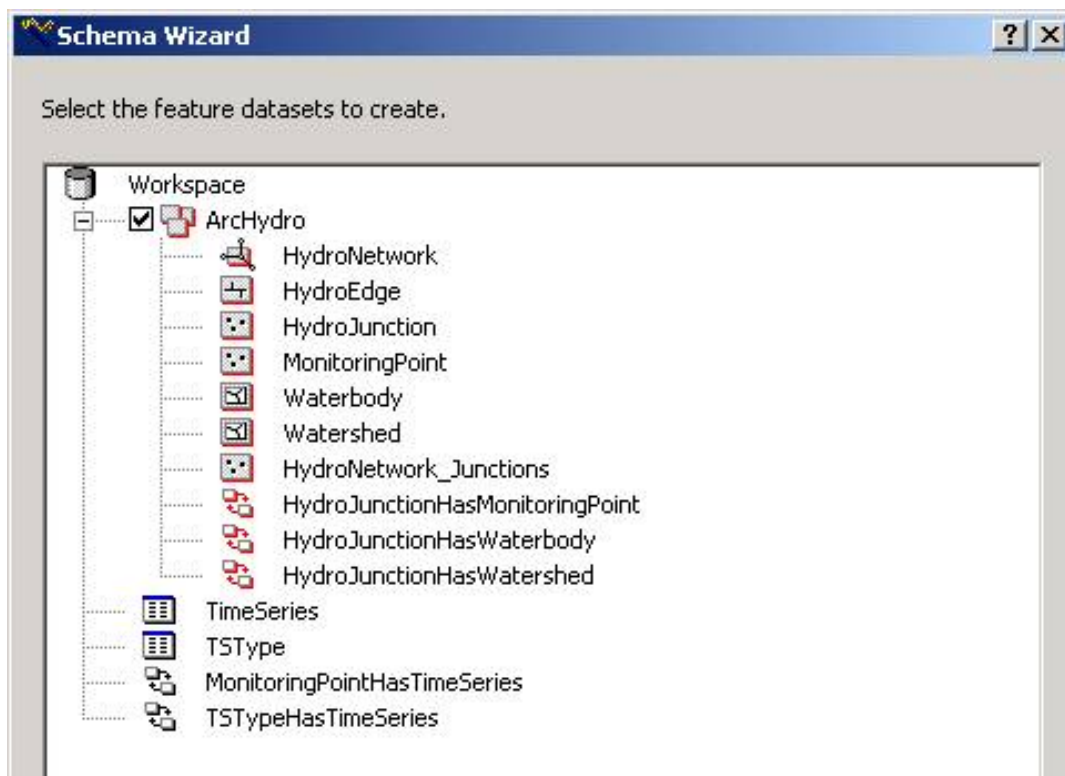 Schema Wizard
Select the feature datasets to create.
Workspace
ArcHydro
HydroNetwork
HydroEdge
HydroJunction
MonitoringPoint
Waterbody
Watershed
HydroNetwork_Junctions
HydroJunctionHasMonitoringPoint
HydroJunctionHasWaterbody
HydroJunctionHasWatershed
TimeSeries
TSType
MonitoringPointHasTimeSeries
TSTypeHasTimeSeries